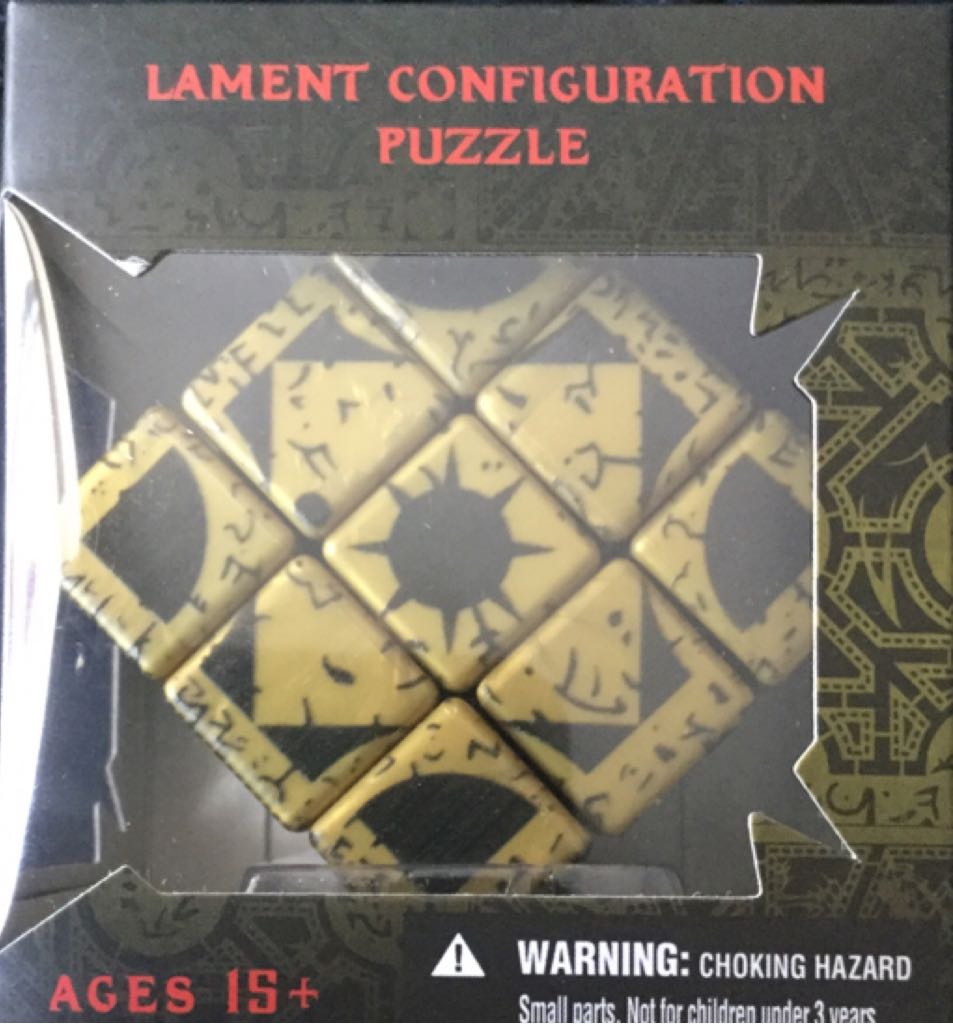 LAMENT CONFIGURATION
PUZZLE
AGES 15+
WARNING: CHOKING HAZARD
Small parts. Not for children under 3 years